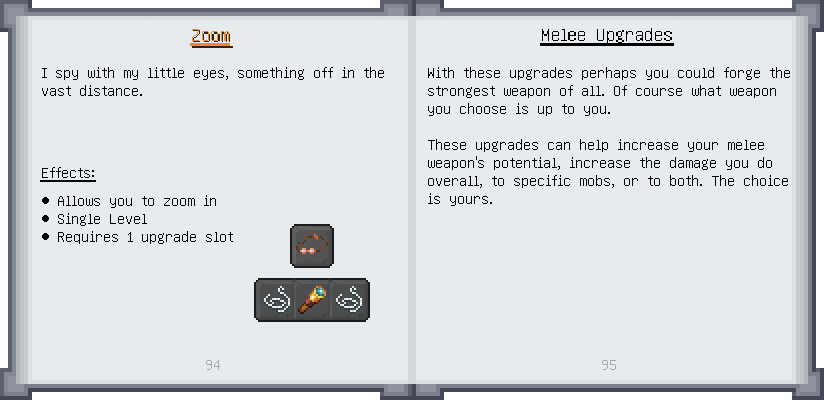 Zoom
I spy with my little eyes, something off in the
vast distance.
Effects:
● Allows you to zoom in
● Single Level
● Requires 1 upgrade slot
94
Melee Upgrades
With these upgrades perhaps you could forge the
strongest weapon of all. Of course what weapon
you choose is up to you.
These upgrades can help increase your melee
weapon's potential, increase the damage you do
overall, to specific mobs, or to both. The choice
is yours.
95